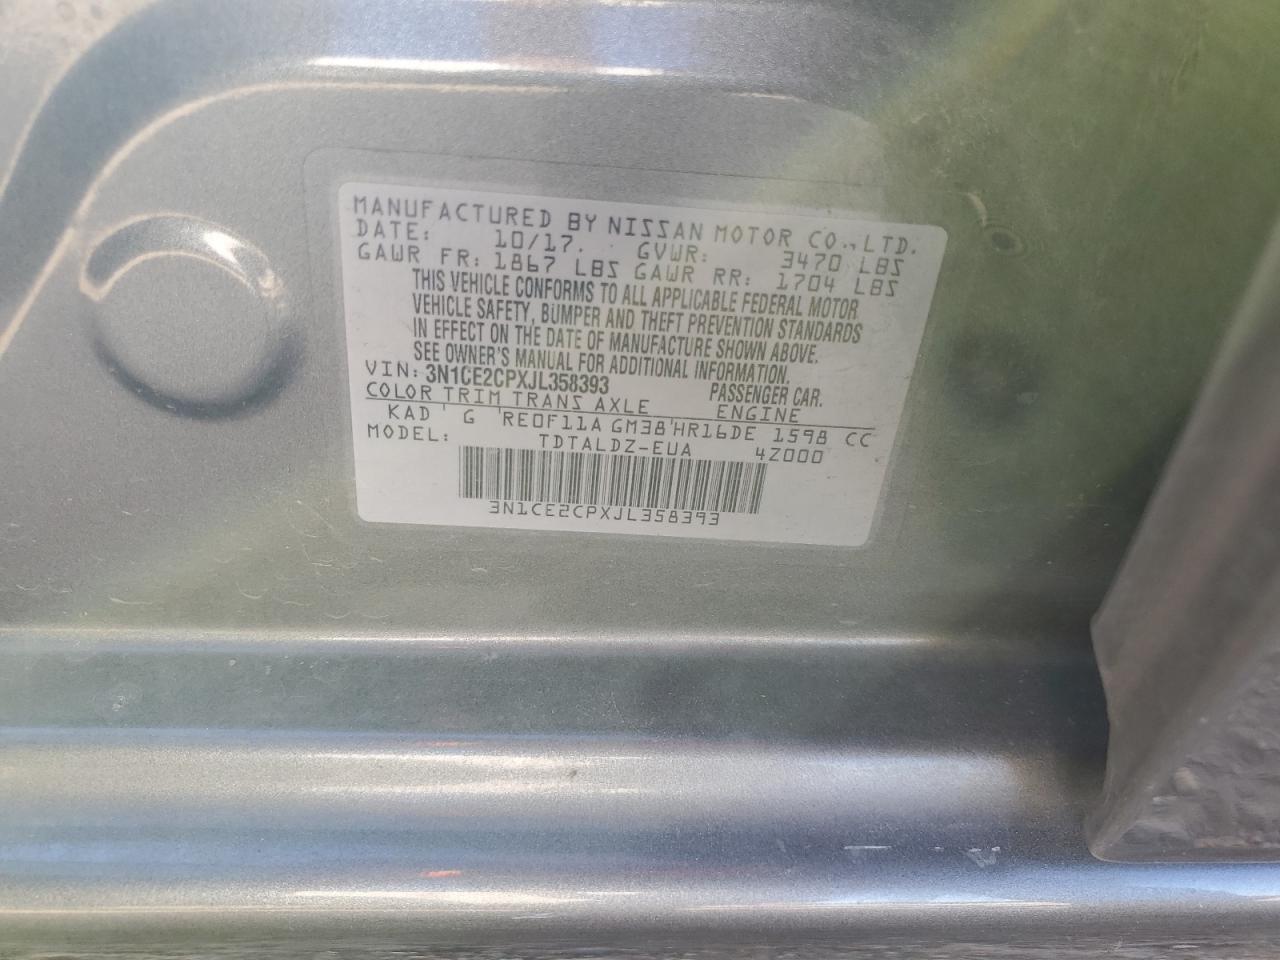 MANUFACTURED BY NISSAN MOTOR CO., LTD.
DATE: 10/17. GVWR: 3470 LBS
GAWR FR: 1867 LBS GAWR RR: 1704 LBS
THIS VEHICLE CONFORMS TO ALL APPLICABLE FEDERAL MOTOR
VEHICLE SAFETY, BUMPER AND THEFT PREVENTION STANDARDS
IN EFFECT ON THE DATE OF MANUFACTURE SHOWN ABOVE.
SEE OWNER'S MANUAL FOR ADDITIONAL INFORMATION.
VIN: 3N1CE2CPXJL358393 PASSENGER CAR.
COLOR TRIM TRANS AXLE ENGINE
KAD ' G 'RE0F11A GM38'HR16DE 1598 CC
MODEL: TDTALDZ-EUA 4Z000
3N1CE2CPXJL358393